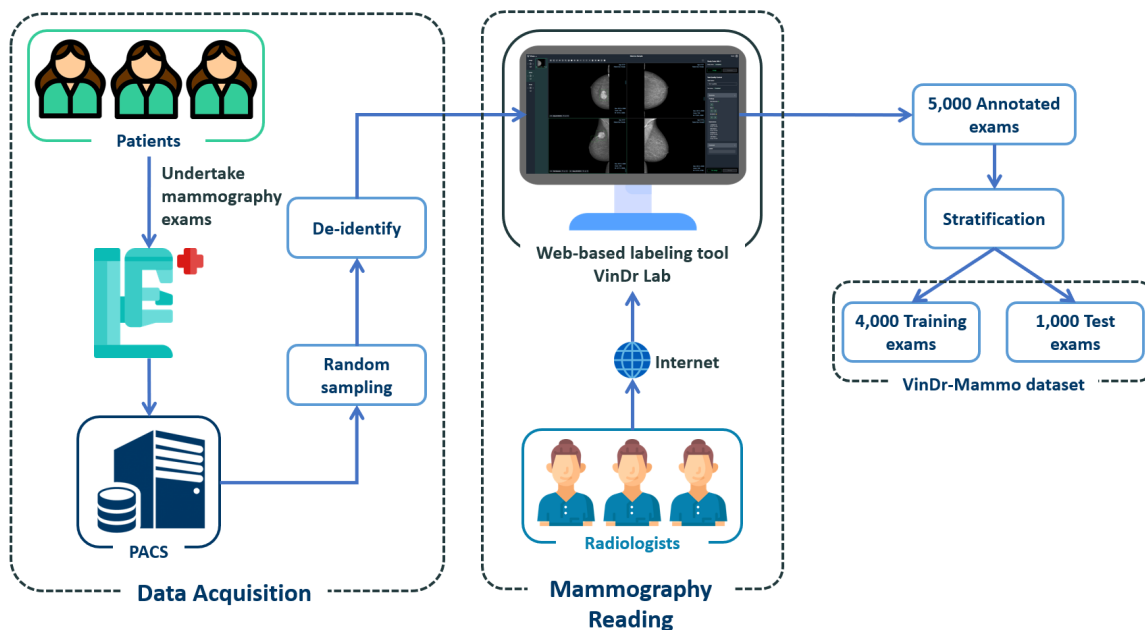 Patients
Undertake
mammography
exams
De-identify
Random
sampling
PACS
Data Acquisition
Web-based labeling tool
VinDr Lab
Internet
Radiologists
Mammography
Reading
5,000 Annotated
exams
Stratification
4,000 Training
exams
1,000 Test
exams
VinDr-Mammo dataset